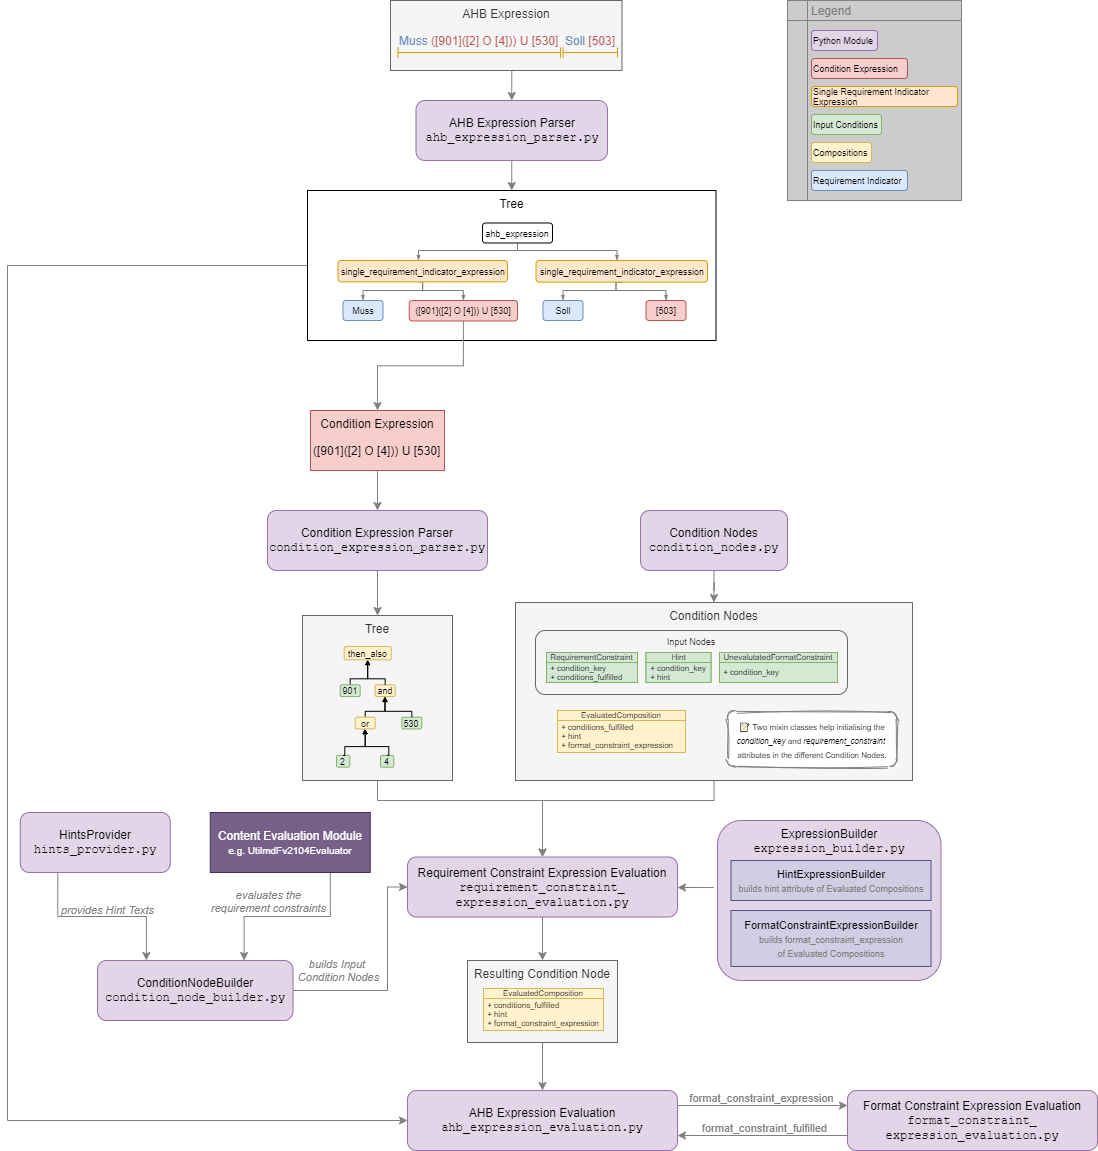 AHB Expression
Muss ([901]([2] O [4])) U [530] Soll [503]
Legend
Python Module
Condition Expression
Single Requirement Indicator
Expression
Input Conditions
Compositions
Requirement Indicator
AHB Expression Parser
ahb_expression_parser.py
Tree
ahb_expression
single_requirement_indicator_expression
single_requirement_indicator_expression
Muss
([901]([2] O [4])) U [530]
Soll
[503]
Condition Expression
([901]([2] O [4])) U [530]
Condition Expression Parser
condition_expression_parser.py
Condition Nodes
condition_nodes.py
Tree
then_also
901
and
or
530
2
4
Condition Nodes
Input Nodes
RequirementConstraint
+ condition_key
+ conditions_fulfilled
Hint
+ condition_key
+ hint
UnevalutatedFormatConstraint
+ condition_key
EvaluatedComposition
+ conditions_fulfilled
+ hint
+ format_constraint_expression
📝 Two mixin classes help initialising the
condition_key and requirement_constraint
attributes in the different Condition Nodes.
HintsProvider
hints_provider.py
Content Evaluation Module
e.g. UtilmdFv2104Evaluator
provides Hint Texts
evaluates the
requirement constraints
ConditionNodeBuilder
condition_node_builder.py
builds Input
Condition Nodes
Requirement Constraint Expression Evaluation
requirement_constraint_
expression_evaluation.py
ExpressionBuilder
expression_builder.py
HintExpressionBuilder
builds hint attribute of Evaluated Compositions
FormatConstraintExpressionBuilder
builds format_constraint_expression
of Evaluated Compositions
Resulting Condition Node
EvaluatedComposition
+ conditions_fulfilled
+ hint
+ format_constraint_expression
AHB Expression Evaluation
ahb_expression_evaluation.py
format_constraint_expression
format_constraint_fulfilled
Format Constraint Expression Evaluation
format_constraint_
expression_evaluation.py